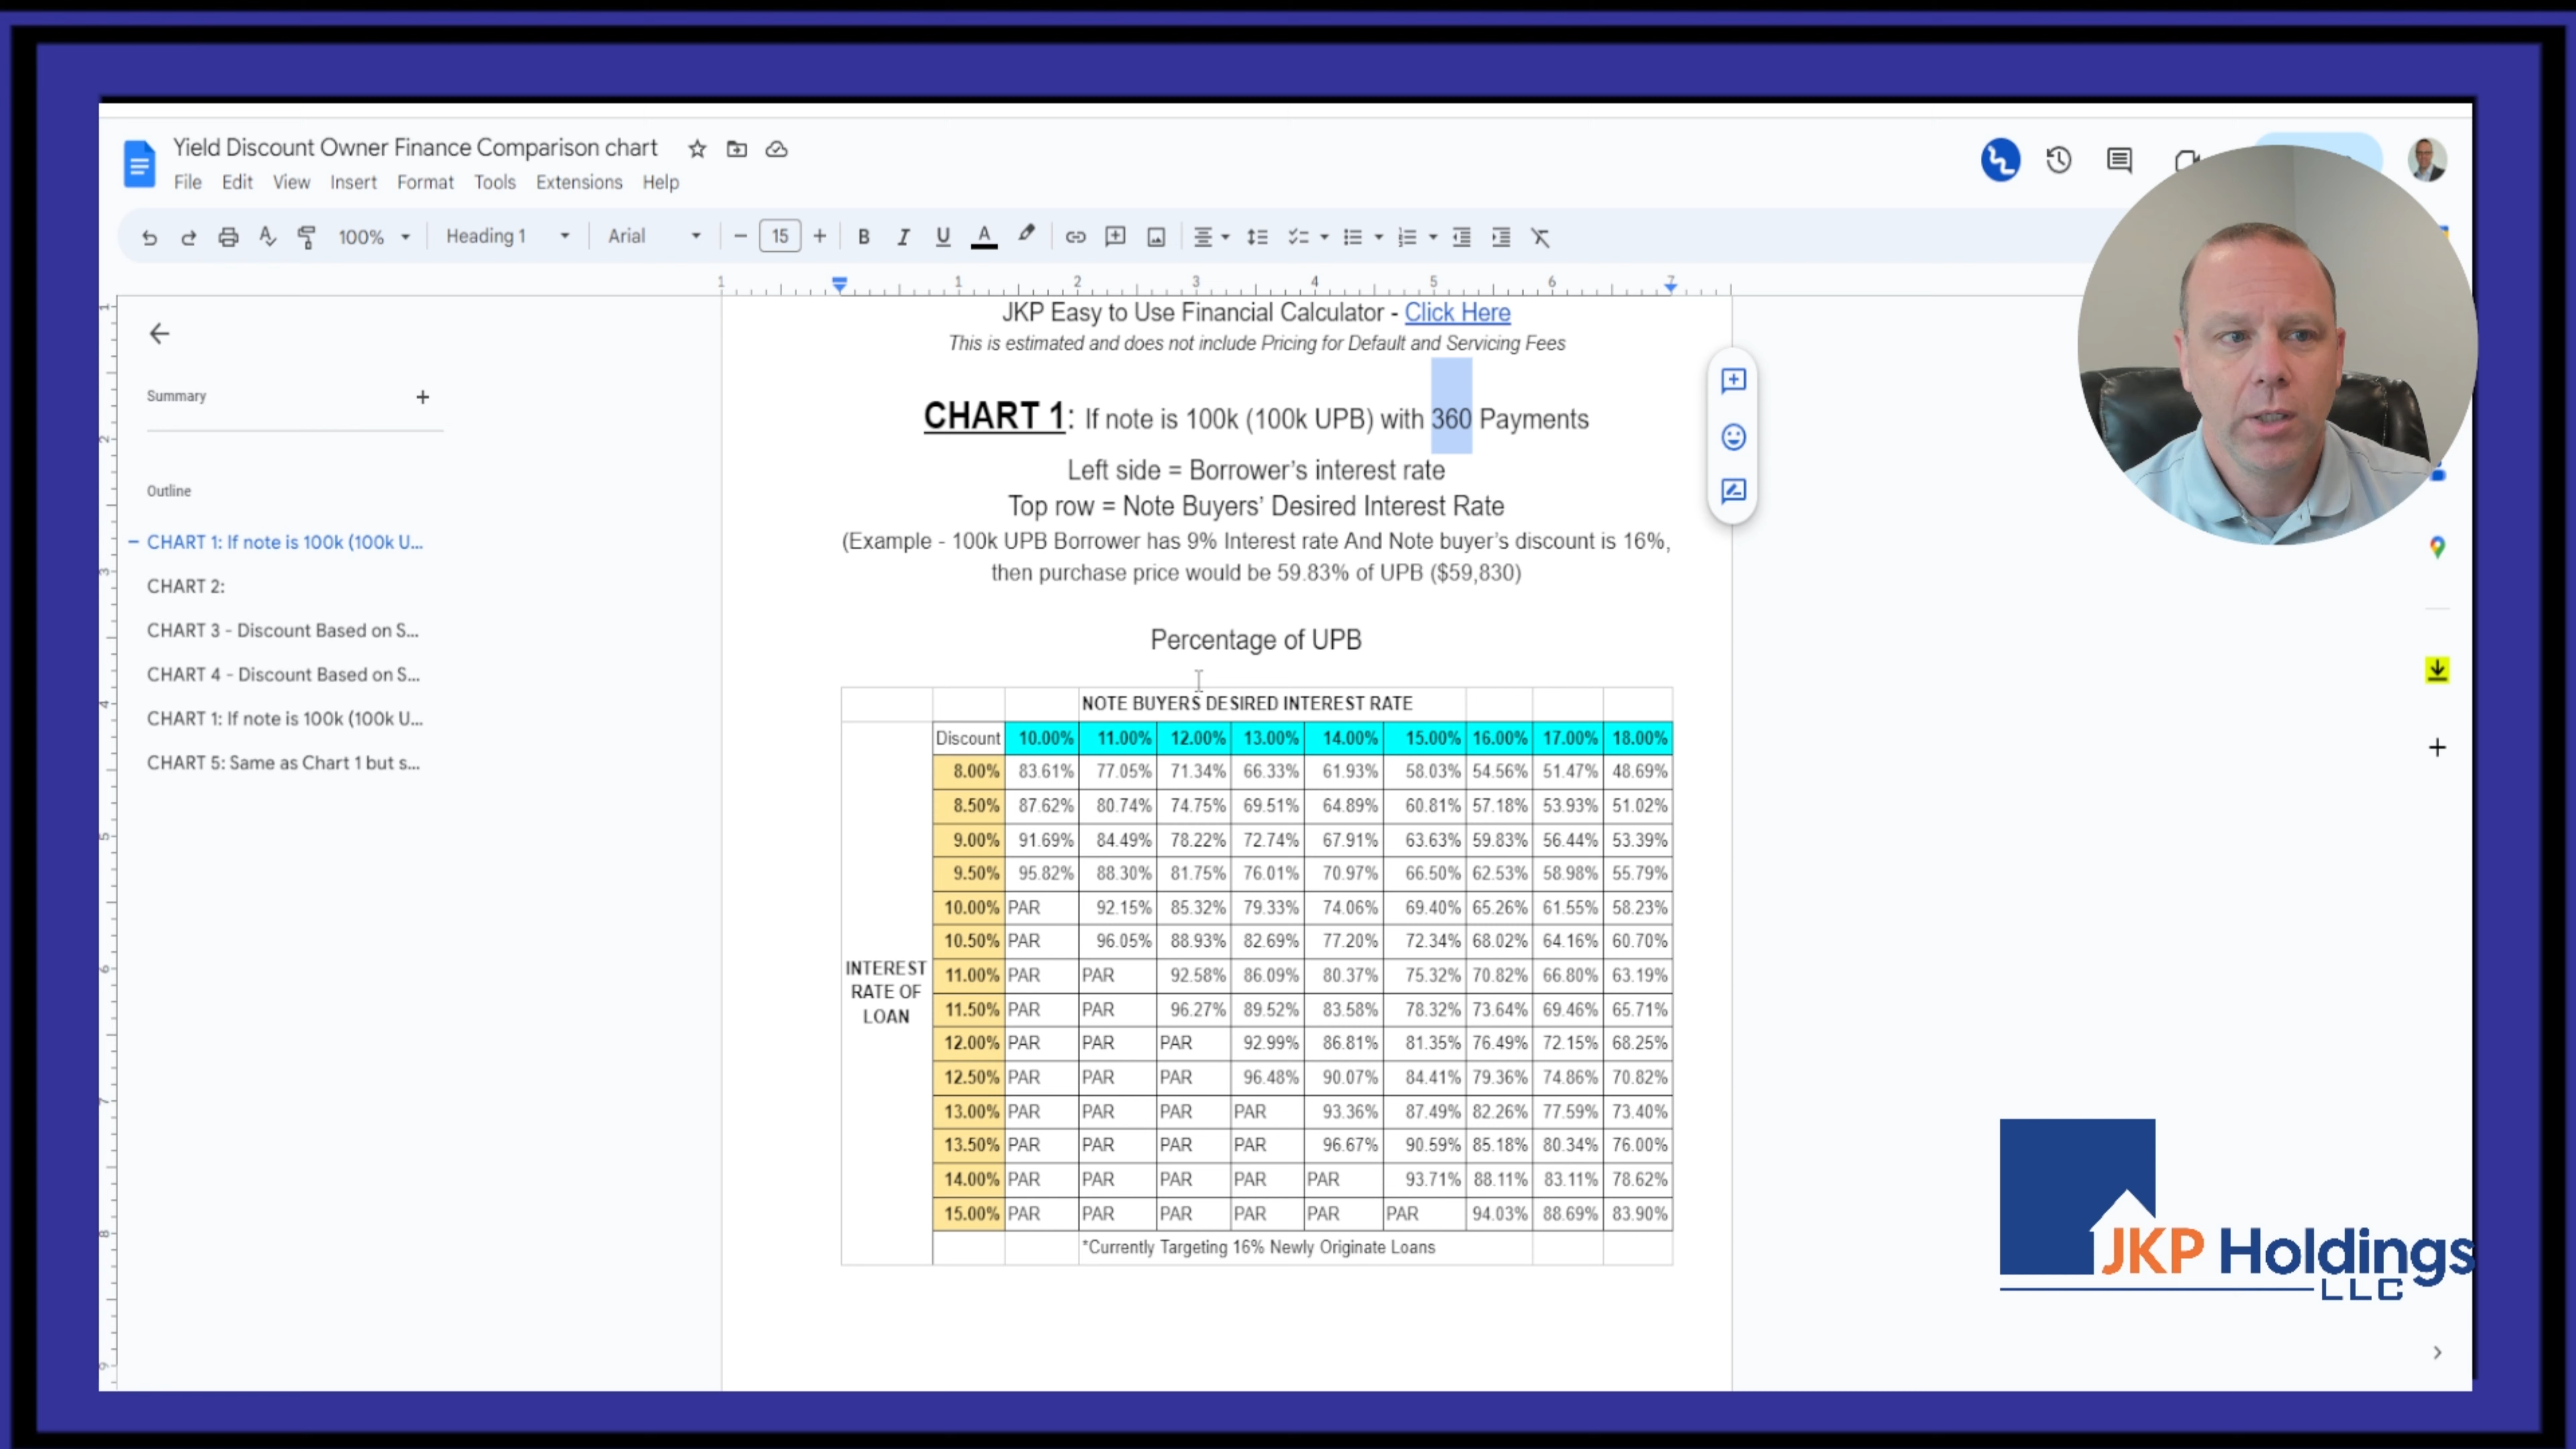 Yield Discount Owner Finance Comparison chart
File Edit View Insert Format Tools Extensions Help
100% Heading 1 Arial 15 B I U A
1 1 2 3 4 5 6 7
JKP Easy to Use Financial Calculator - Click Here
This is estimated and does not include Pricing for Default and Servicing Fees
CHART 1: If note is 100k (100k UPB) with 360 Payments
Left side = Borrower's interest rate
Top row = Note Buyers' Desired Interest Rate
(Example - 100k UPB Borrower has 9% Interest rate And Note buyer's discount is 16%,
then purchase price would be 59.83% of UPB ($59,830)
Percentage of UPB
Summary
Outline
CHART 1: If note is 100k (100k U...
CHART 2:
CHART 3 - Discount Based on S...
CHART 4 - Discount Based on S...
CHART 1: If note is 100k (100k U...
CHART 5: Same as Chart 1 but s...
NOTE BUYERS DESIRED INTEREST RATE
Discount 10.00% 11.00% 12.00% 13.00% 14.00% 15.00% 16.00% 17.00% 18.00%
8.00% 83.61% 77.05% 71.34% 66.33% 61.93% 58.03% 54.56% 51.47% 48.69%
8.50% 87.62% 80.74% 74.75% 69.51% 64.89% 60.81% 57.18% 53.93% 51.02%
9.00% 91.69% 84.49% 78.22% 72.74% 67.91% 63.63% 59.83% 56.44% 53.39%
9.50% 95.82% 88.30% 81.75% 76.01% 70.97% 66.50% 62.53% 58.98% 55.79%
10.00% PAR 92.15% 85.32% 79.33% 74.06% 69.40% 65.26% 61.55% 58.23%
10.50% PAR 96.05% 88.93% 82.69% 77.20% 72.34% 68.02% 64.16% 60.70%
11.00% PAR PAR 92.58% 86.09% 80.37% 75.32% 70.82% 66.80% 63.19%
11.50% PAR PAR 96.27% 89.52% 83.58% 78.32% 73.64% 69.46% 65.71%
12.00% PAR PAR PAR 92.99% 86.81% 81.35% 76.49% 72.15% 68.25%
12.50% PAR PAR PAR 96.48% 90.07% 84.41% 79.36% 74.86% 70.82%
13.00% PAR PAR PAR PAR 93.36% 87.49% 82.26% 77.59% 73.40%
13.50% PAR PAR PAR PAR 96.67% 90.59% 85.18% 80.34% 76.00%
14.00% PAR PAR PAR PAR PAR 93.71% 88.11% 83.11% 78.62%
15.00% PAR PAR PAR PAR PAR PAR 94.03% 88.69% 83.90%
INTEREST
RATE OF
LOAN
*Currently Targeting 16% Newly Originate Loans
JKP Holdings
LLC